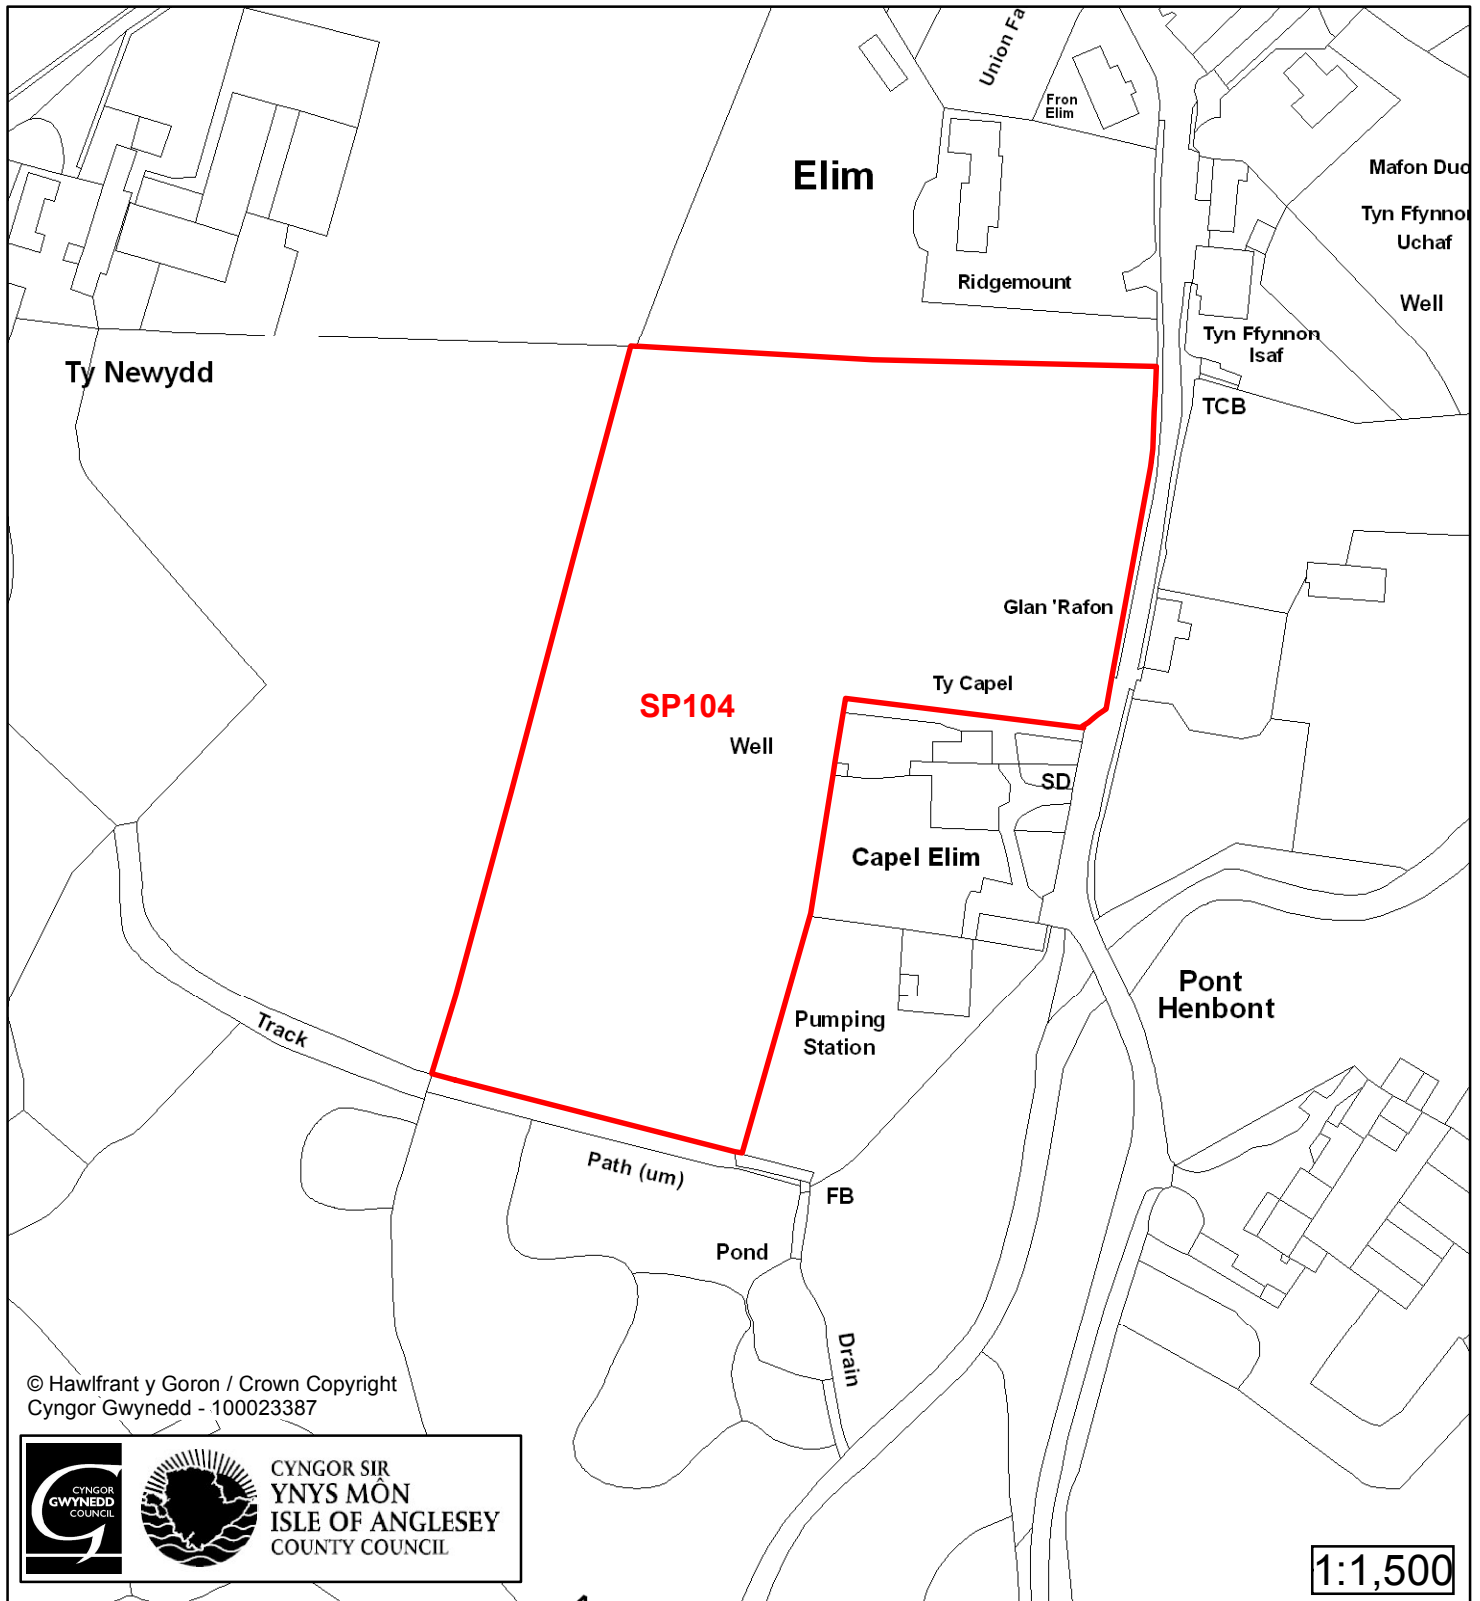 Union Fa
Fron
Elim
Elim
Mafon Duo
Tyn Ffynnon
Uchaf
Ridgemount
Well
Tyn Ffynnon
Isaf
Ty Newydd
TCB
Glan 'Rafon
Ty Capel
SP104
Well
SD
Capel Elim
Pont
Henbont
Pumping
Station
Track
Path (um)
FB
Pond
Drain
© Hawlfrant y Goron / Crown Copyright
Cyngor Gwynedd - 100023387
CYNGOR
GWYNEDD
COUNCIL
CYNGOR SIR
YNYS MÔN
ISLE OF ANGLESEY
COUNTY COUNCIL
1:1,500